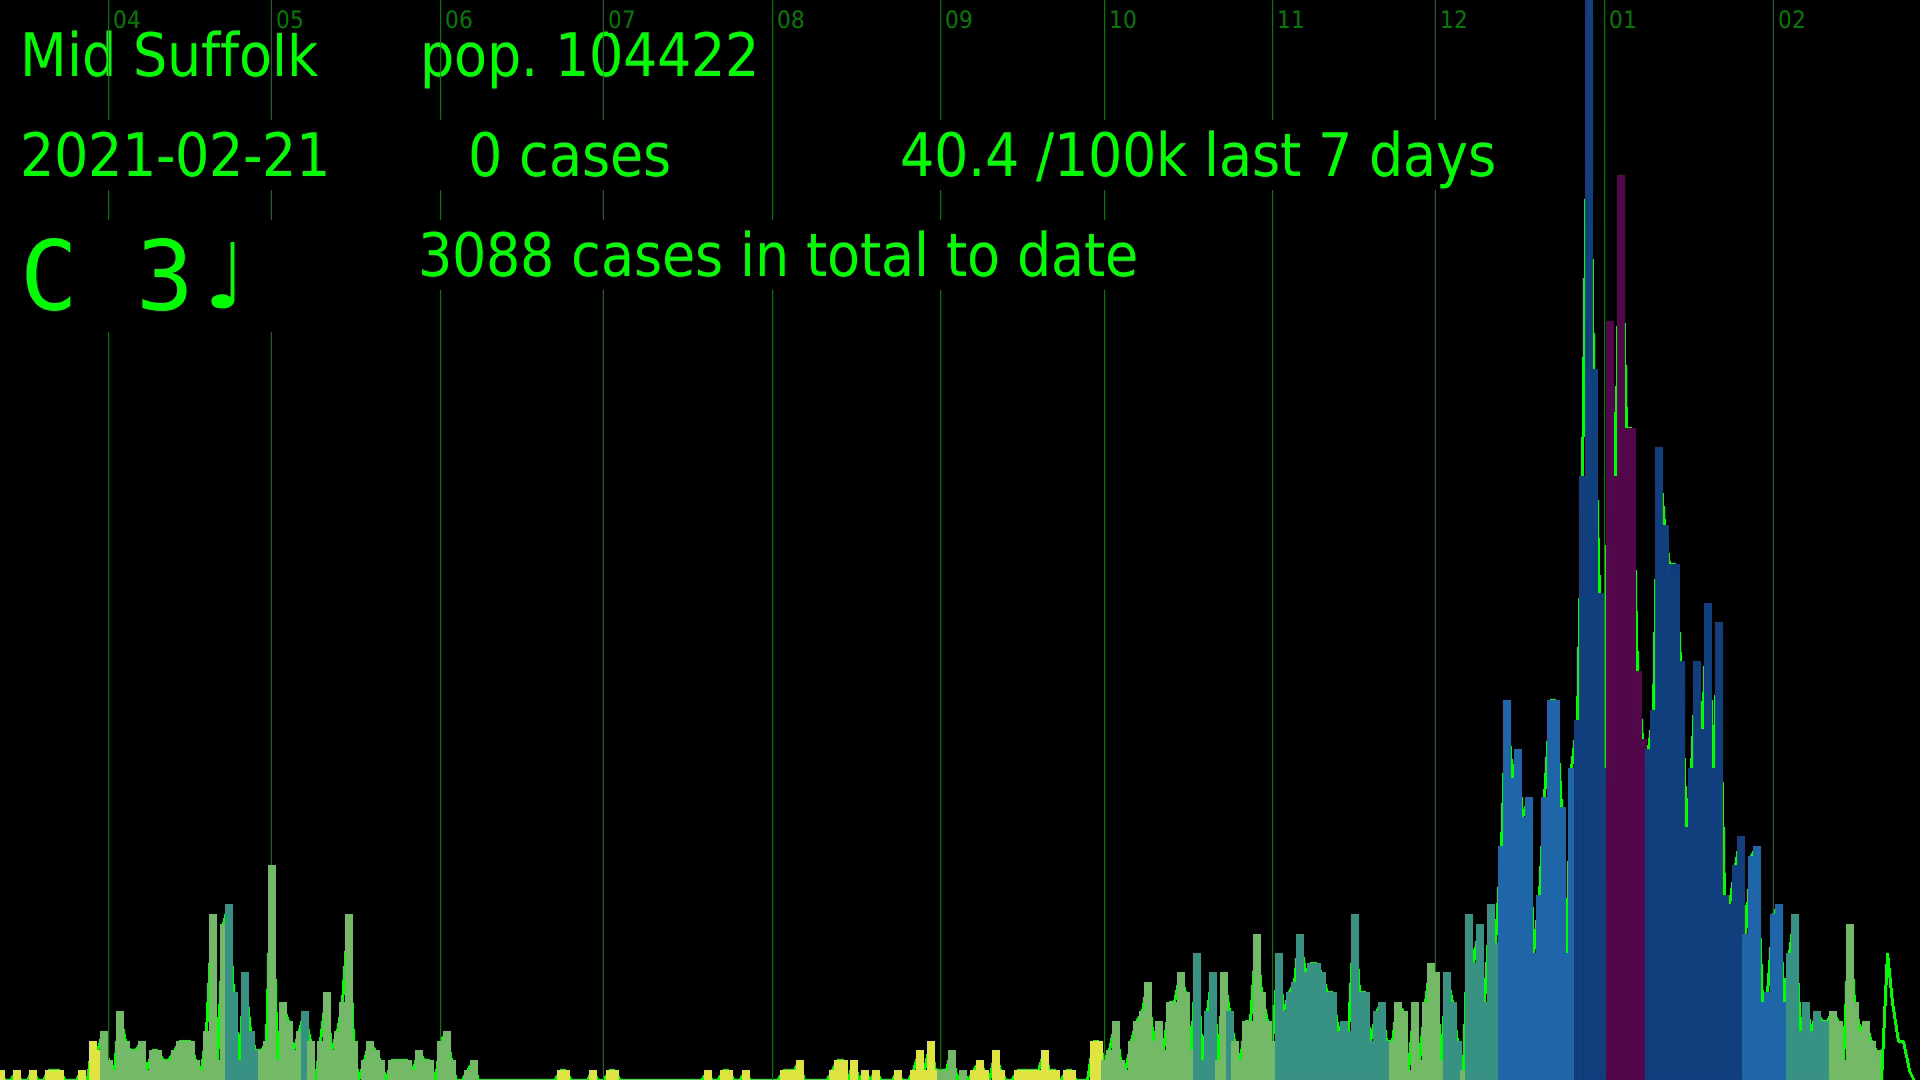 04 05 06 07 08 09 10 11 12 01 02
Mid Suffolk pop. 104422
2021-02-21 0 cases 40.4 /100k last 7 days
C 3♩ 3088 cases in total to date